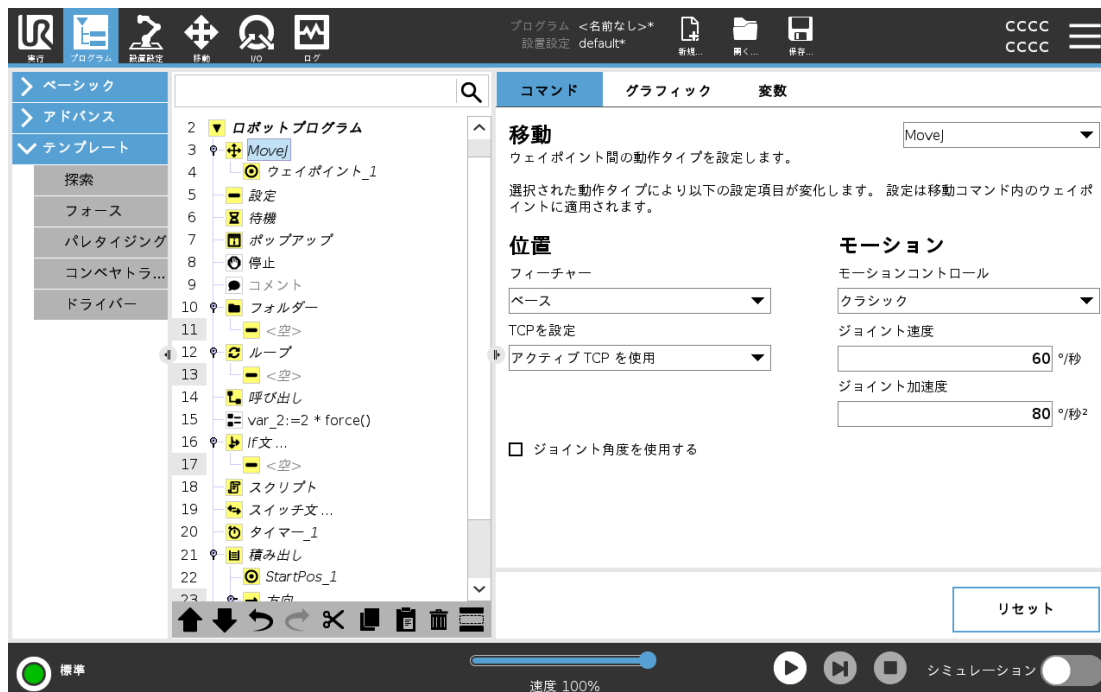 UR
実行
プログラム
設置設定
移動
I/O
ログ
プログラム <名前なし>*
設置設定 default*
新規...
開く...
保存...
CCCC
CCCC
ベーシック
アドバンス
テンプレート
探索
フォース
パレタイジング
コンベヤトラ...
ドライバー
2 ロボットプログラム
3 MoveJ
4 ウェイポイント_1
5 設定
6 待機
7 ポップアップ
8 停止
9 コメント
10 フォルダー
11 <空>
12 ループ
13 <空>
14 呼び出し
15 var_2:=2 * force()
16 If文 ...
17 <空>
18 スクリプト
19 スイッチ文 ...
20 タイマー_1
21 積み出し
22 StartPos_1
23 方向
コマンド グラフィック 変数
移動
MoveJ
ウェイポイント間の動作タイプを設定します。
選択された動作タイプにより以下の設定項目が変化します。 設定は移動コマンド内のウェイポ
イントに適用されます。
位置
フィーチャー
ベース
TCPを設定
アクティブ TCP を使用
ジョイント角度を使用する
モーション
モーションコントロール
クラシック
ジョイント速度
60 °/秒
ジョイント加速度
80 °/秒²
リセット
標準
速度 100%
シミュレーション